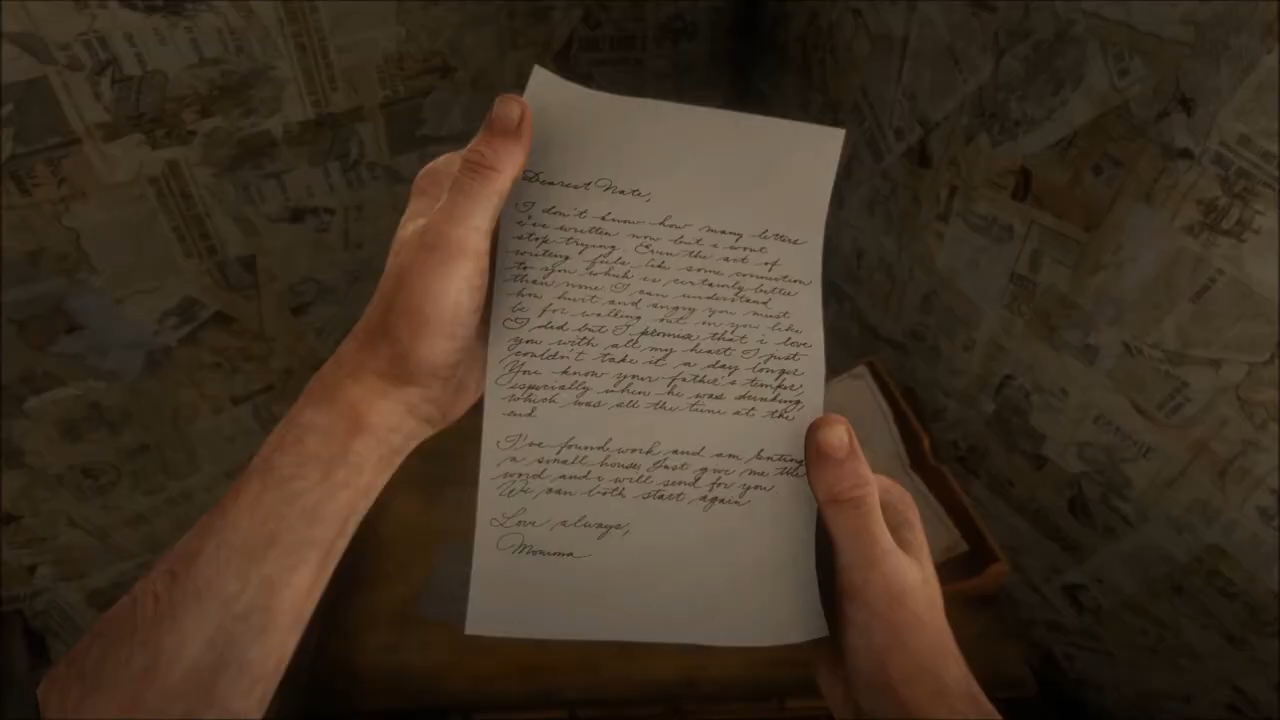 Dearest Nate,
I don't know how many letters
i've written now but i wont
stop trying. Even the act of
writing feels like some connection
to you which is certainly better
than none. I can understand
how hurt and angry you must
be for walking out on you like
I did but I promise that i love
you with all my heart I just
couldn't take it a day longer
You know your father's temper,
especially when he was drinking,
which was all the time at the
end
I've found work and am renting
a small house. Just give me the
word and i will send for you.
We can both start again
Love always,
Momma